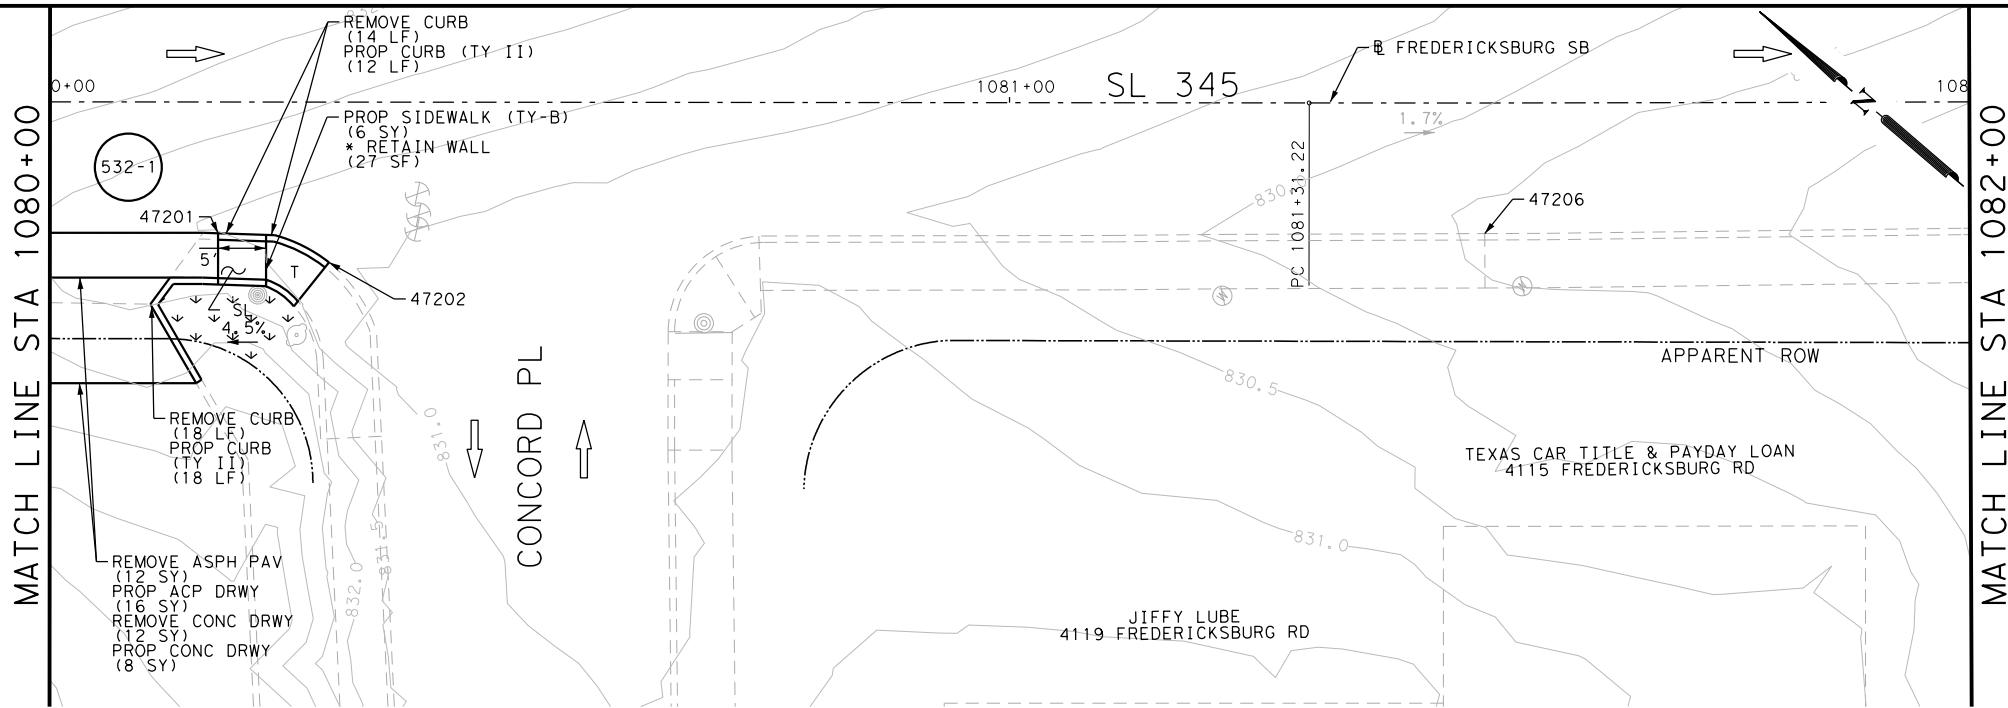 REMOVE CURB
(14 LF)
PROP CURB (TY II)
(12 LF)
℄ FREDERICKSBURG SB
0+00
1081+00
SL 345
108
N
PROP SIDEWALK (TY-B)
(6 SY)
* RETAIN WALL
(27 SF)
1.7%
532-1
PC 1081+31.22
830.
47201
47206
5'
T
47202
SL
4.5%
W
W
MATCH LINE STA 1080+00
MATCH LINE STA 1082+00
APPARENT ROW
830.5
CONCORD PL
831.0
REMOVE CURB
(18 LF)
PROP CURB
(TY II)
(18 LF)
TEXAS CAR TITLE & PAYDAY LOAN
4115 FREDERICKSBURG RD
831.5
831.0
832.0
REMOVE ASPH PAV
(12 SY)
PROP ACP DRWY
(16 SY)
REMOVE CONC DRWY
(12 SY)
PROP CONC DRWY
(8 SY)
JIFFY LUBE
4119 FREDERICKSBURG RD